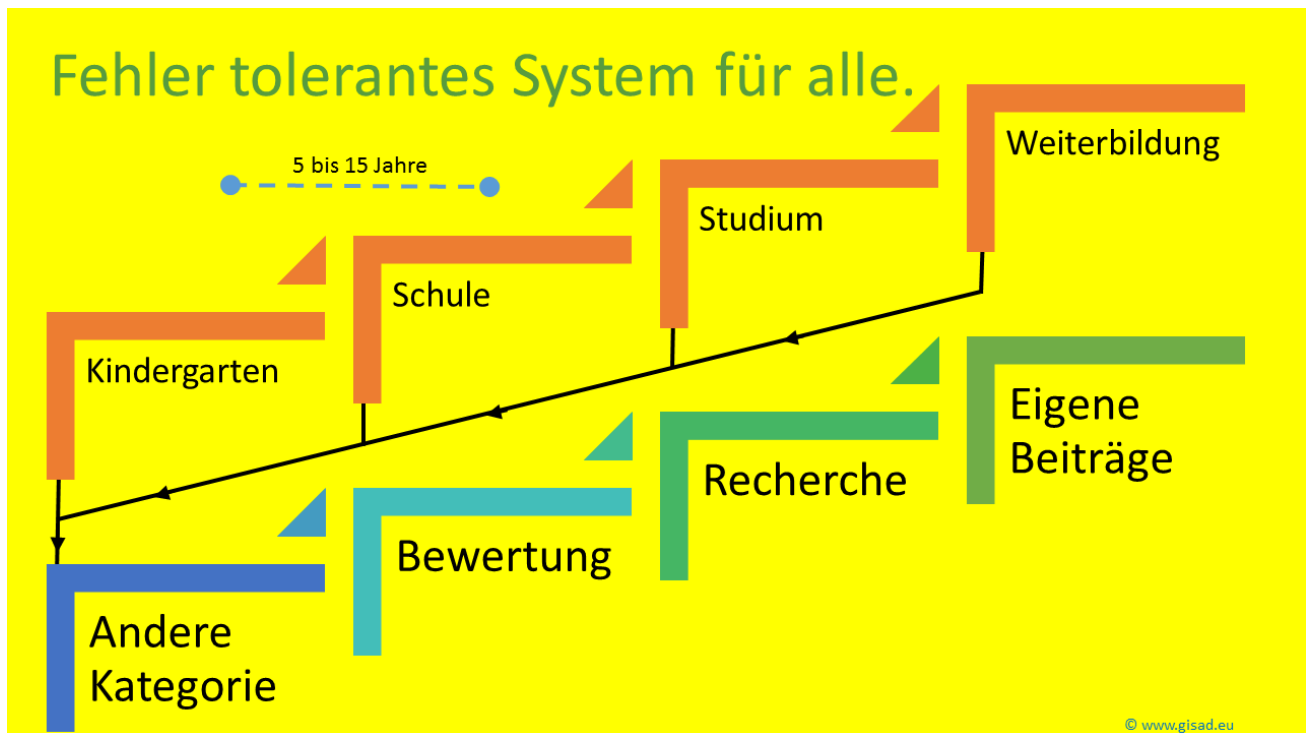 Fehler tolerantes System für alle.
5 bis 15 Jahre
Weiterbildung
Studium
Schule
Kindergarten
Eigene
Beiträge
Recherche
Bewertung
Andere
Kategorie
© www.gisad.eu